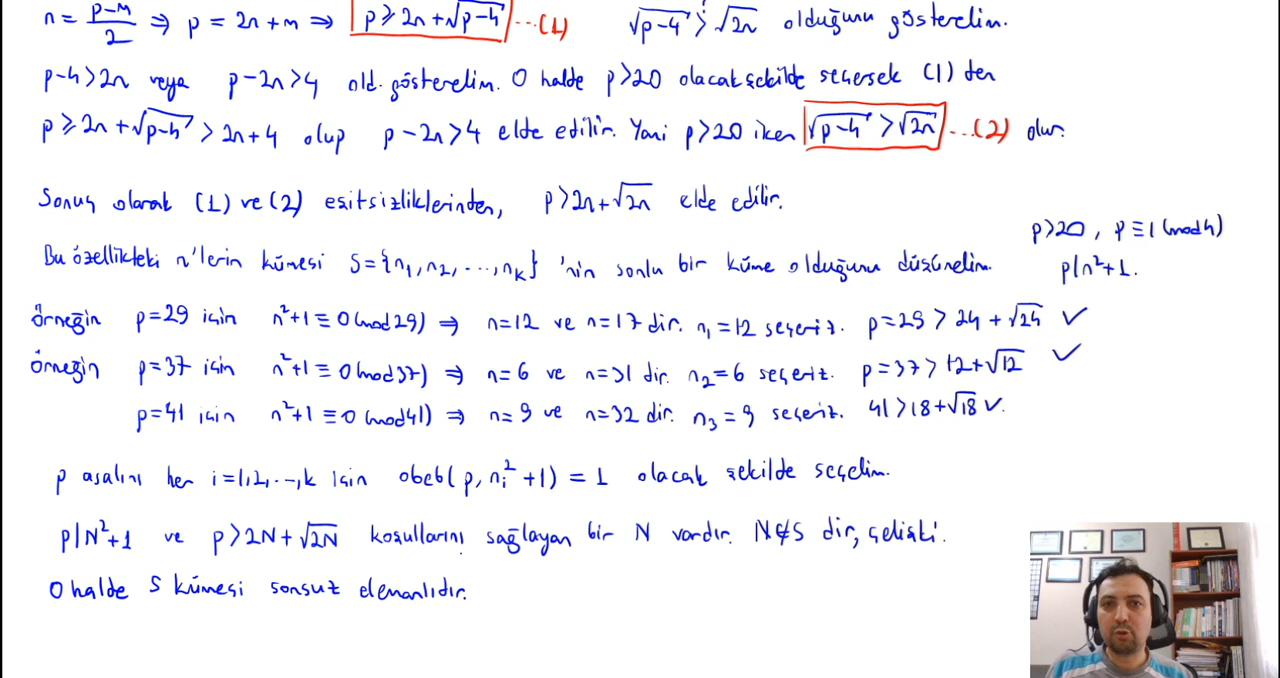 n = (p-m)/2 ⇒ p = 2n + m ⇒ p ≥ 2n + √(p-4) ...(1) √(p-4) > √2n olduğunu gösterelim.
p-4 > 2n veya p-2n > 4 old. gösterelim. O halde p > 20 olacak şekilde seçersek (1) den
p ≥ 2n + √(p-4) > 2n + 4 olup p - 2n > 4 elde edilir. Yani p > 20 iken √(p-4) > √2n ...(2) olur.
Sonuç olarak (1) ve (2) eşitsizliklerinden, p > 2n + √2n elde edilir.
p > 20, p ≡ 1 (mod 4)
Bu özellikteki n'lerin kümesi S = {n₁, n₂, ..., nₖ} 'nin sonlu bir küme olduğunu düşünelim.
p | n² + 1.
Örneğin p = 29 için n² + 1 ≡ 0 (mod 29) ⇒ n = 12 ve n = 17 dir. n₁ = 12 seçeriz. p = 29 > 24 + √24 ✓
Örneğin p = 37 için n² + 1 ≡ 0 (mod 37) ⇒ n = 6 ve n = 31 dir. n₂ = 6 seçeriz. p = 37 > 12 + √12 ✓
p = 41 için n² + 1 ≡ 0 (mod 41) ⇒ n = 9 ve n = 32 dir. n₃ = 9 seçeriz. 41 > 18 + √18 ✓
p asalını her i = 1,2,...,k için obeb(p, nᵢ² + 1) = 1 olacak şekilde seçelim.
p | N² + 1 ve p > 2N + √2N koşullarını sağlayan bir N vardır. N ∉ S dir, çelişki.
O halde S kümesi sonsuz elemanlıdır.